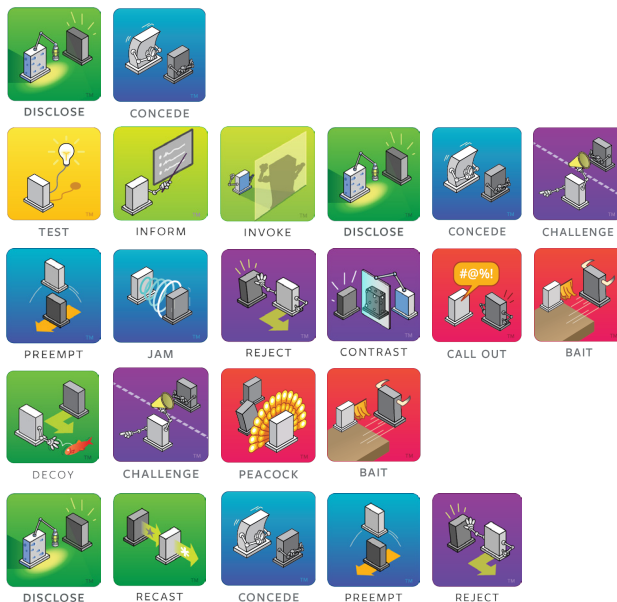 DISCLOSE CONCEDE
TEST INFORM INVOKE DISCLOSE CONCEDE CHALLENGE
#@%!
PREEMPT JAM REJECT CONTRAST CALL OUT BAIT
DECOY CHALLENGE PEACOCK BAIT
DISCLOSE RECAST CONCEDE PREEMPT REJECT